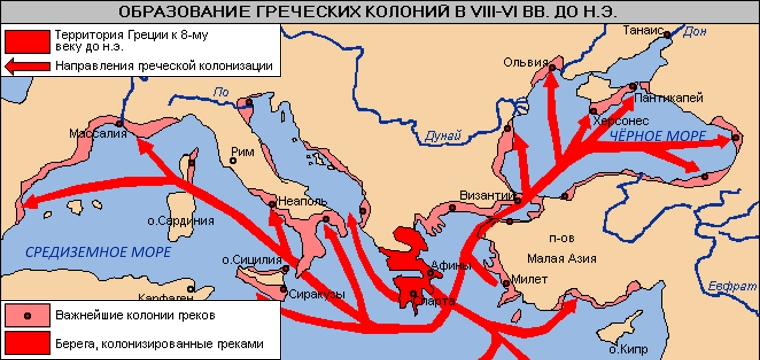 ОБРАЗОВАНИЕ ГРЕЧЕСКИХ КОЛОНИЙ В VIII-VI ВВ. ДО Н.Э.
Территория Греции к 8-му
веку до н.э.
Направления греческой колонизации
Танаис
Дон
Ольвия
По
Пантикапей
Массалия
Дунай
Херсонес
ЧЁРНОЕ МОРЕ
Рим
Неаполь
Византий
о.Сардиния
п-ов
Малая Азия
СРЕДИЗЕМНОЕ МОРЕ
о.Сицилия
Афины
Милет
Евфрат
Карфаген
Сиракузы
Спарта
Важнейшие колонии греков
о.Кипр
Берега, колонизированные греками